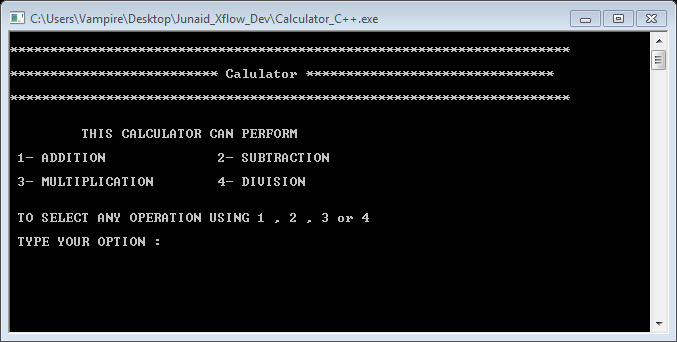 C:\Users\Vampire\Desktop\Junaid_Xflow_Dev\Calculator_C++.exe
**********************************************************************
************************** Calulator *******************************
**********************************************************************
THIS CALCULATOR CAN PERFORM
1- ADDITION 2- SUBTRACTION
3- MULTIPLICATION 4- DIVISION
TO SELECT ANY OPERATION USING 1 , 2 , 3 or 4
TYPE YOUR OPTION :